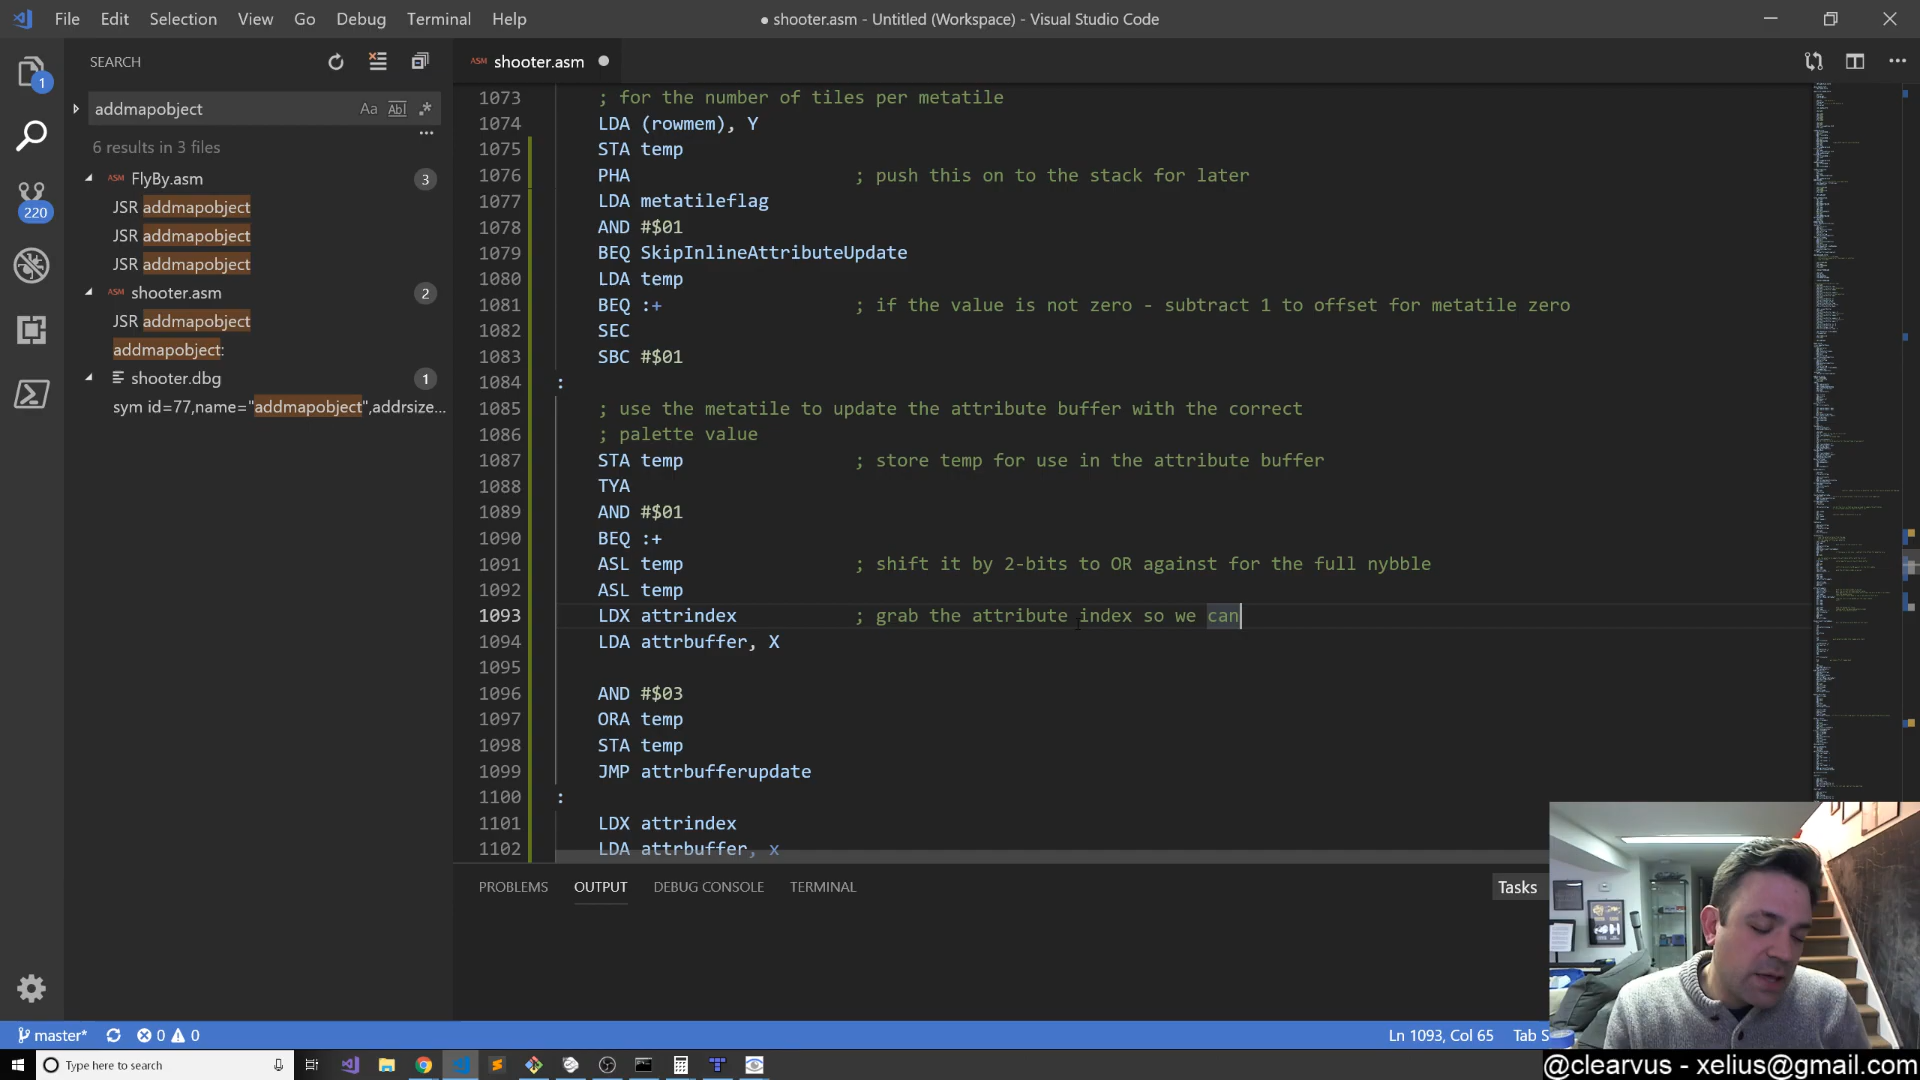 File Edit Selection View Go Debug Terminal Help
● shooter.asm - Untitled (Workspace) - Visual Studio Code
SEARCH
ASM shooter.asm
addmapobject
Aa Abl .*
6 results in 3 files
ASM FlyBy.asm 3
JSR addmapobject
JSR addmapobject
JSR addmapobject
ASM shooter.asm 2
JSR addmapobject
addmapobject:
shooter.dbg 1
sym id=77,name="addmapobject",addrsize...
1
220
1073 ; for the number of tiles per metatile
1074 LDA (rowmem), Y
1075 STA temp
1076 PHA ; push this on to the stack for later
1077 LDA metatileflag
1078 AND #$01
1079 BEQ SkipInlineAttributeUpdate
1080 LDA temp
1081 BEQ :+ ; if the value is not zero - subtract 1 to offset for metatile zero
1082 SEC
1083 SBC #$01
1084 :
1085 ; use the metatile to update the attribute buffer with the correct
1086 ; palette value
1087 STA temp ; store temp for use in the attribute buffer
1088 TYA
1089 AND #$01
1090 BEQ :+
1091 ASL temp ; shift it by 2-bits to OR against for the full nybble
1092 ASL temp
1093 LDX attrindex ; grab the attribute index so we can
1094 LDA attrbuffer, X
1095
1096 AND #$03
1097 ORA temp
1098 STA temp
1099 JMP attrbufferupdate
1100 :
1101 LDX attrindex
1102 LDA attrbuffer, x
PROBLEMS OUTPUT DEBUG CONSOLE TERMINAL
Tasks
master* 0 0
Ln 1093, Col 65 Tab S
Type here to search
@clearvus - xelius@gmail.com